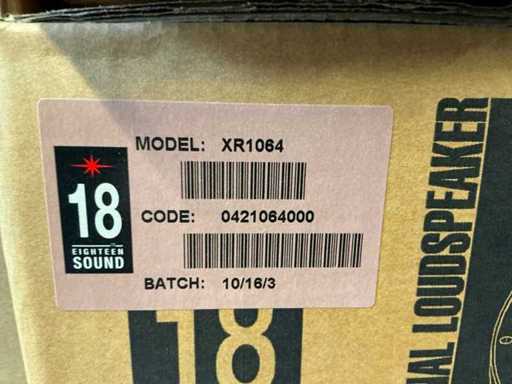 MODEL: XR1064
18
EIGHTEEN
SOUND
CODE: 0421064000
BATCH: 10/16/3
18
LOUDSPEAKER